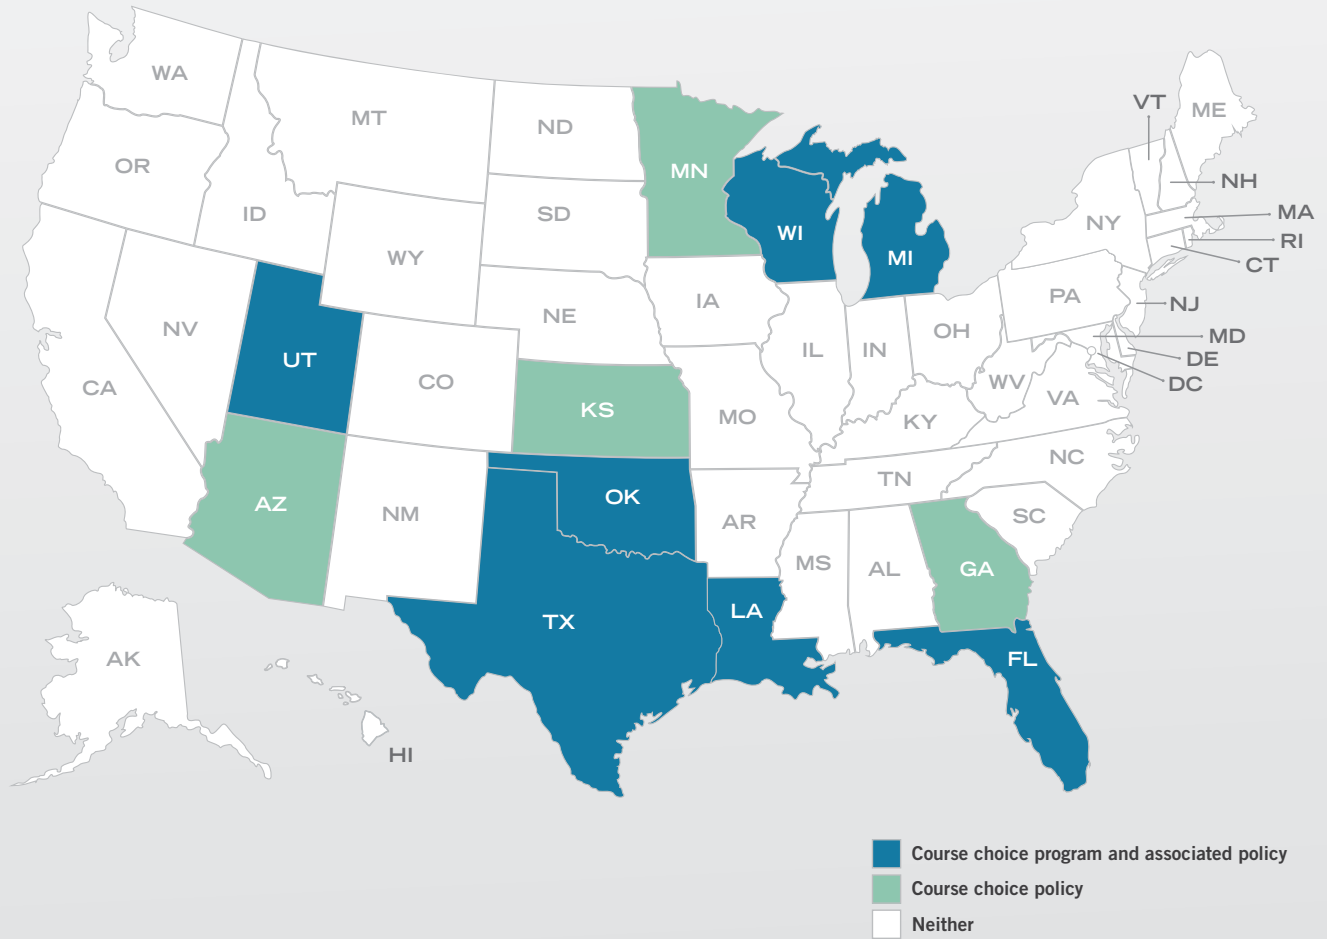 WA
MT
ND
VT
ME
OR
MN
ID
SD
NH
MA
NY
WI
RI
WY
MI
CT
IA
PA
NE
NJ
NV
OH
MD
UT
IL
IN
DE
CO
WV
DC
CA
VA
KS
MO
KY
NC
TN
OK
AZ
NM
AR
SC
MS
AL
GA
LA
TX
AK
FL
HI
Course choice program and associated policy
Course choice policy
Neither